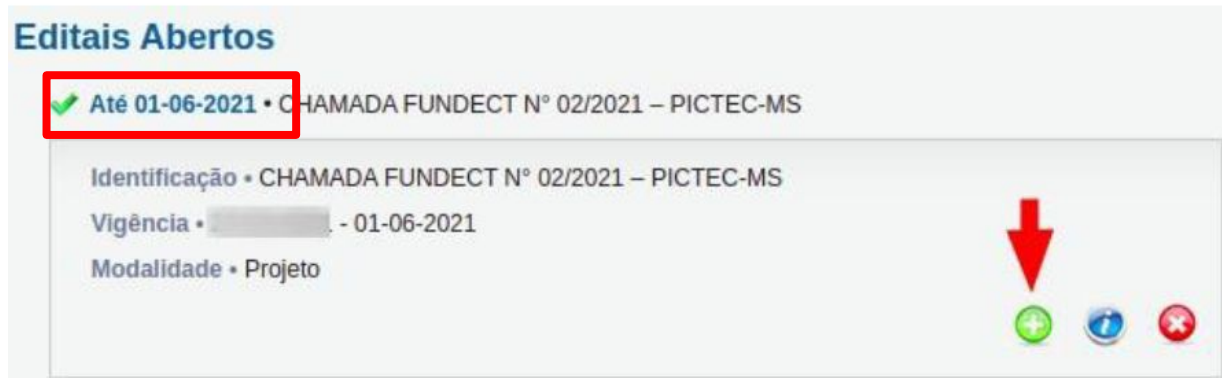 Editais Abertos
Até 01-06-2021 • CHAMADA FUNDECT N° 02/2021 – PICTEC-MS
Identificação • CHAMADA FUNDECT N° 02/2021 – PICTEC-MS
Vigência • - 01-06-2021
Modalidade • Projeto